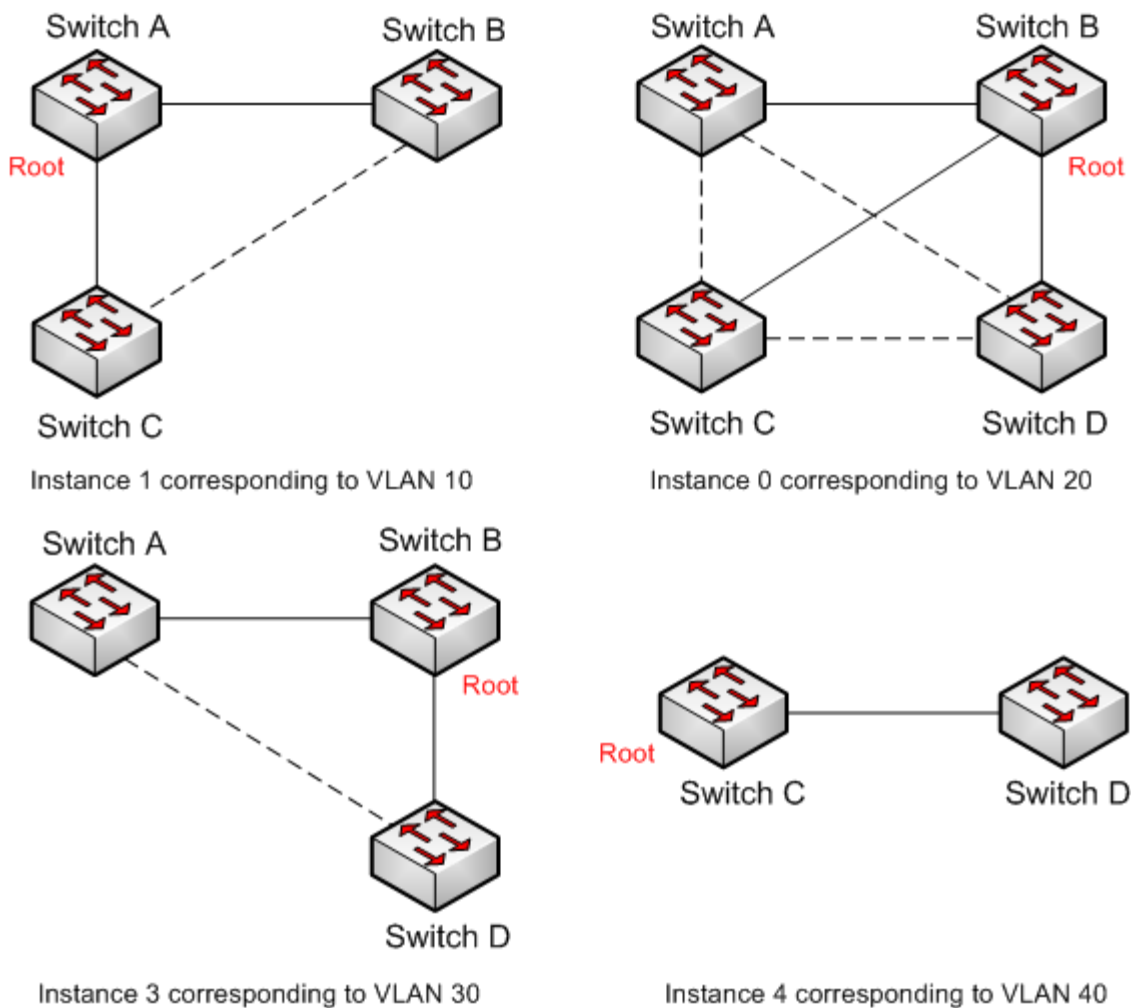 Switch A
Switch B
Root
Switch C
Instance 1 corresponding to VLAN 10
Switch A
Switch B
Root
Switch C
Switch D
Instance 0 corresponding to VLAN 20
Switch A
Switch B
Root
Switch D
Instance 3 corresponding to VLAN 30
Root
Switch C
Switch D
Instance 4 corresponding to VLAN 40